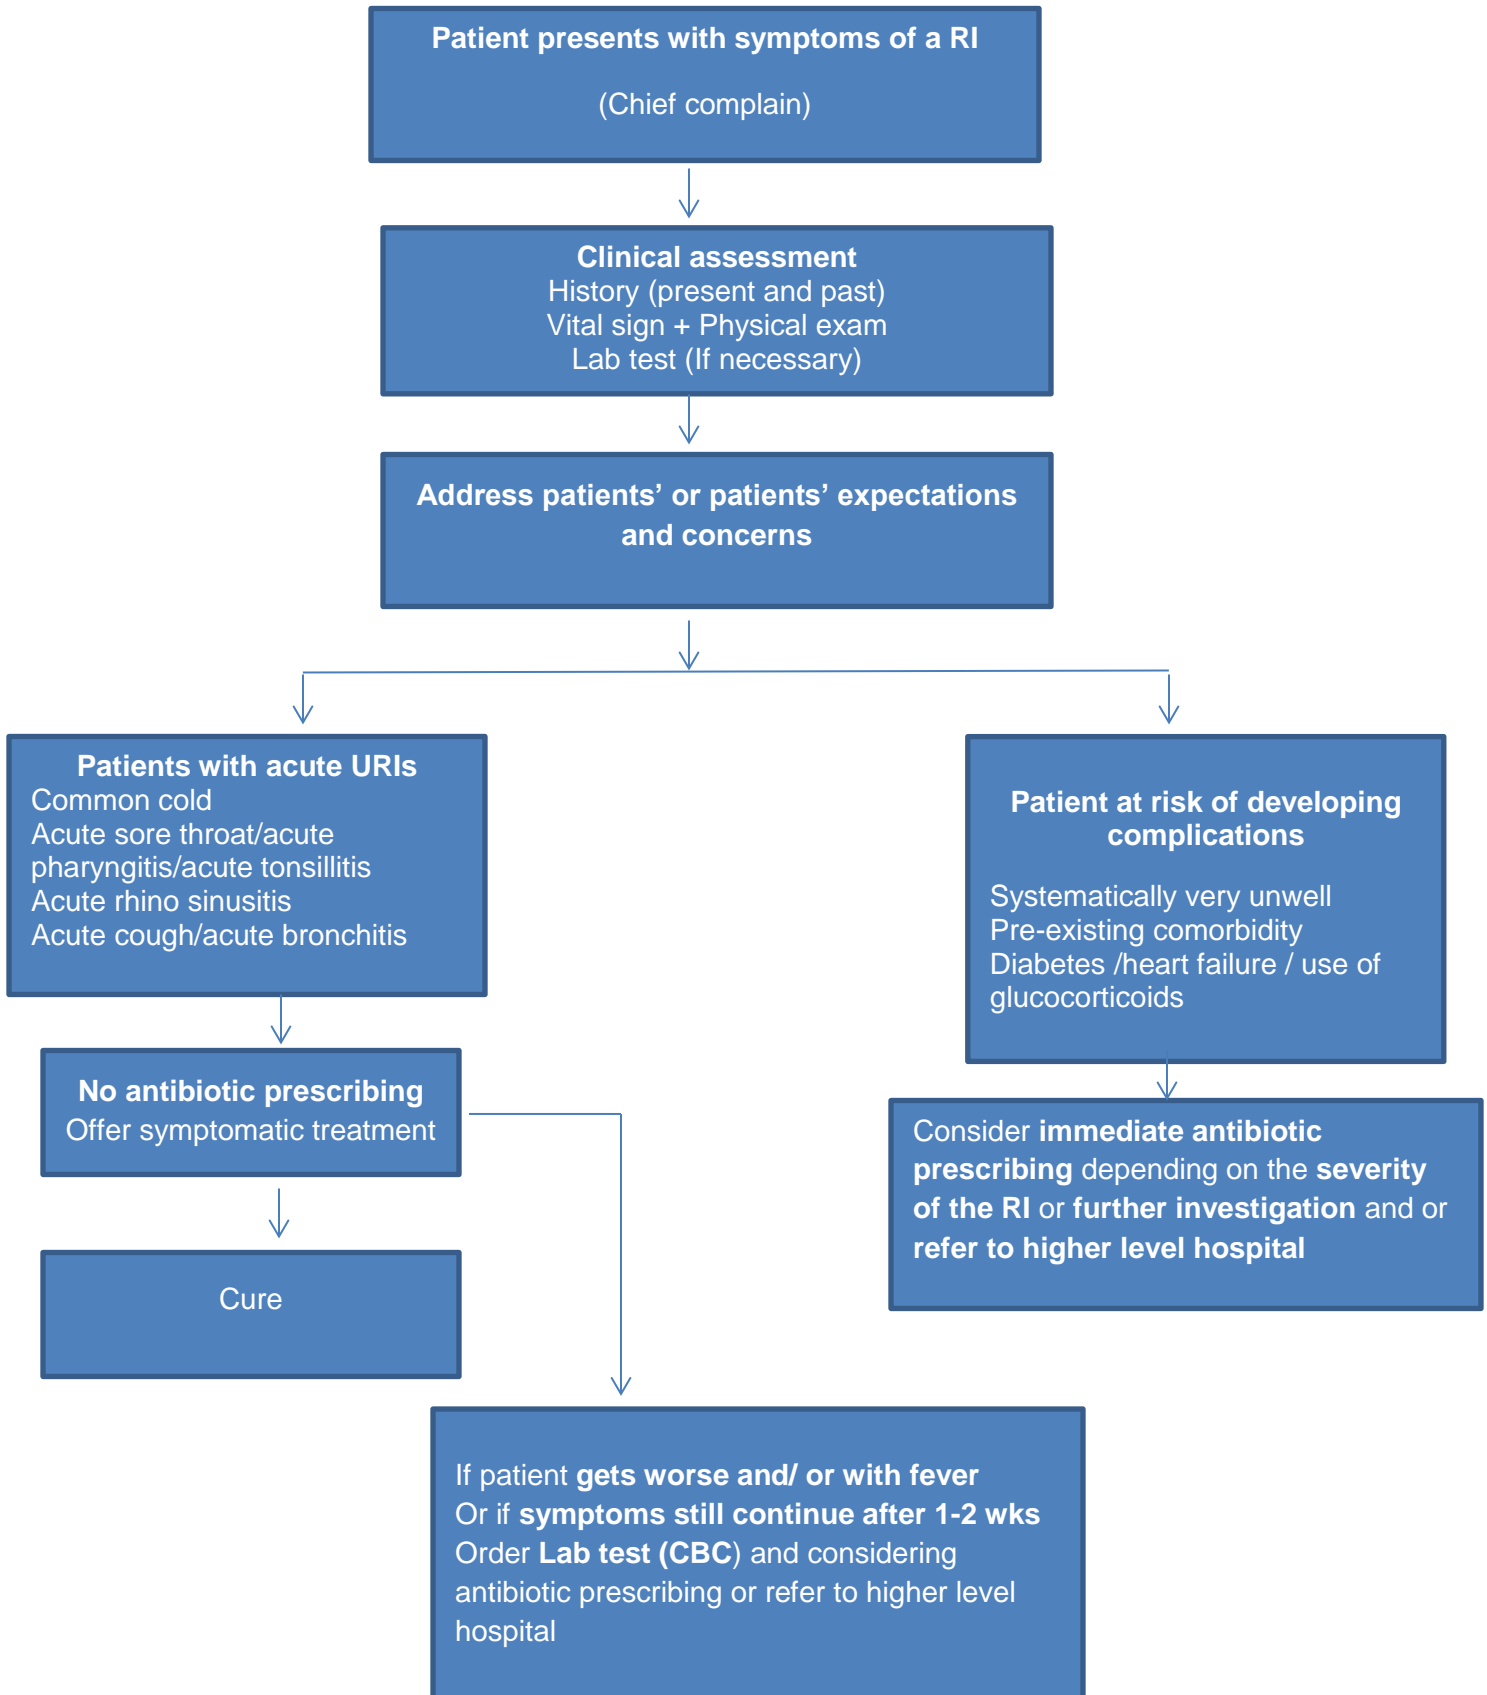 Patient presents with symptoms of a RI
(Chief complain)
Clinical assessment
History (present and past)
Vital sign + Physical exam
Lab test (If necessary)
Address patients’ or patients’ expectations
and concerns
Patients with acute URIs
Common cold
Acute sore throat/acute
pharyngitis/acute tonsillitis
Acute rhino sinusitis
Acute cough/acute bronchitis
Patient at risk of developing
complications
Systematically very unwell
Pre-existing comorbidity
Diabetes /heart failure / use of
glucocorticoids
No antibiotic prescribing
Offer symptomatic treatment
Consider immediate antibiotic
prescribing depending on the severity
of the RI or further investigation and or
refer to higher level hospital
Cure
If patient gets worse and/ or with fever
Or if symptoms still continue after 1-2 wks
Order Lab test (CBC) and considering
antibiotic prescribing or refer to higher level
hospital